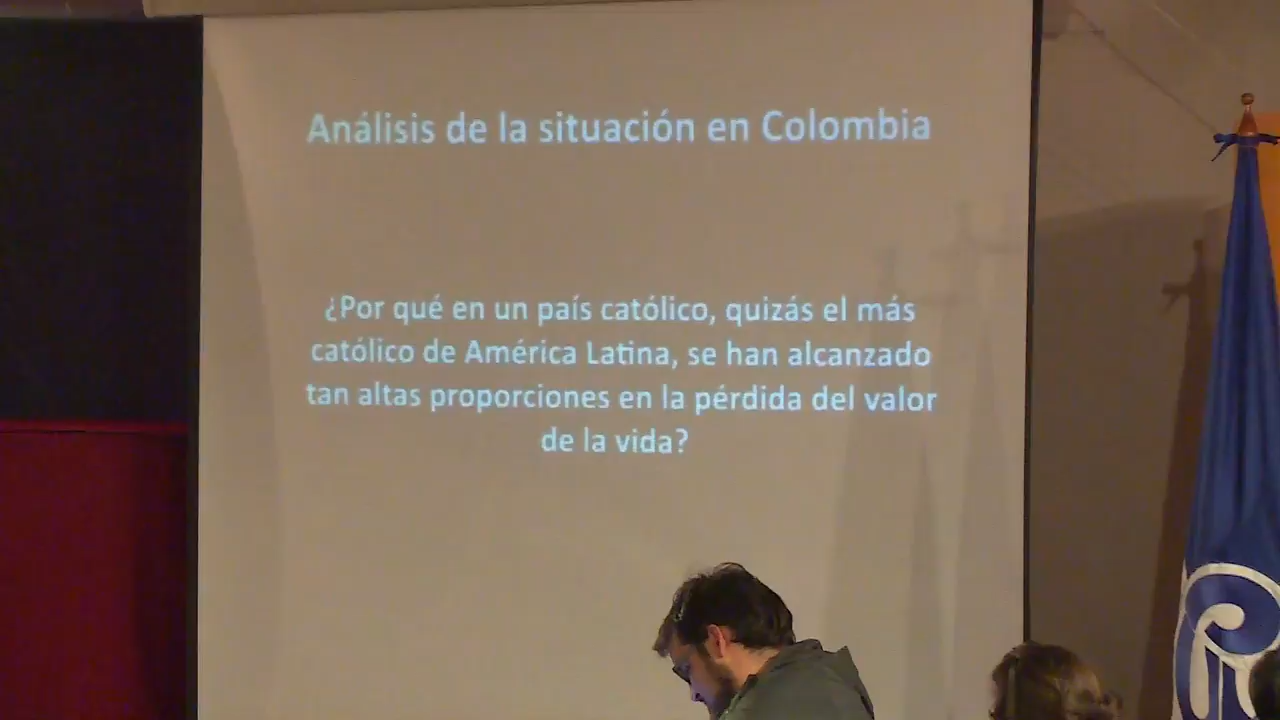 Análisis de la situación en Colombia
¿Por qué en un país católico, quizás el más
católico de América Latina, se han alcanzado
tan altas proporciones en la pérdida del valor
de la vida?